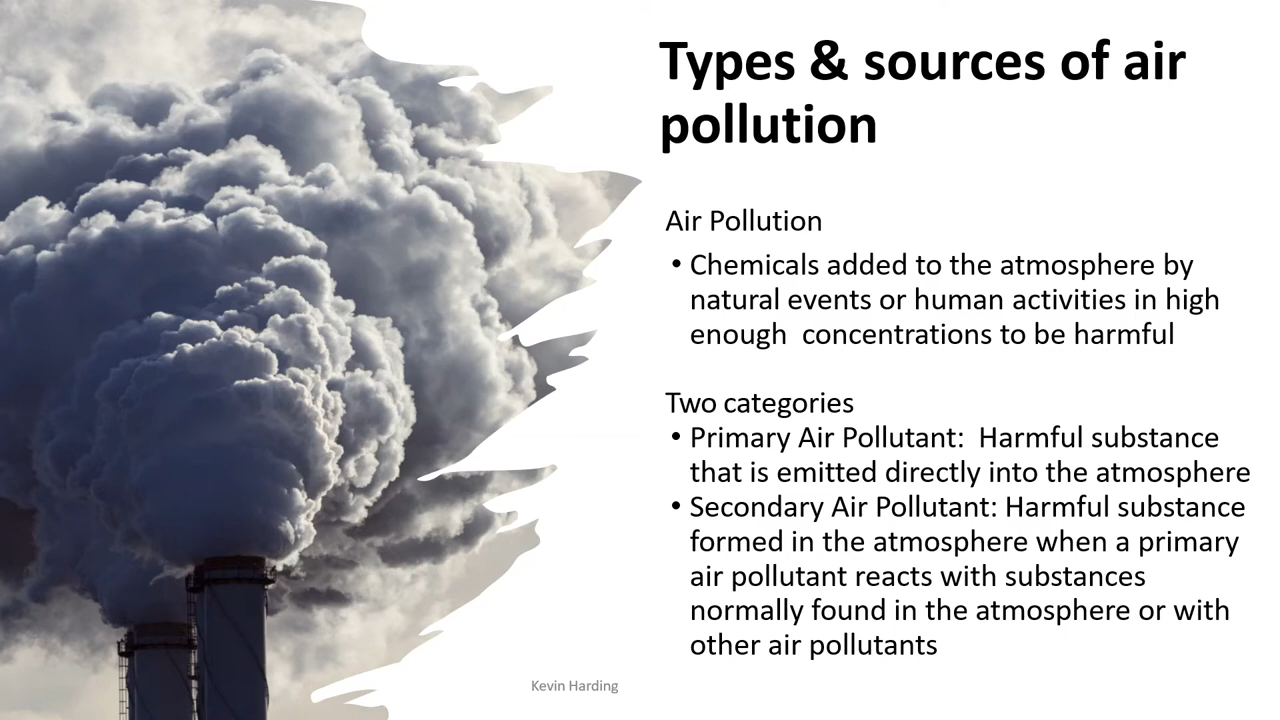 Types & sources of air
pollution
Air Pollution
• Chemicals added to the atmosphere by
natural events or human activities in high
enough  concentrations to be harmful
Two categories
• Primary Air Pollutant:  Harmful substance
that is emitted directly into the atmosphere
• Secondary Air Pollutant: Harmful substance
formed in the atmosphere when a primary
air pollutant reacts with substances
normally found in the atmosphere or with
other air pollutants
Kevin Harding